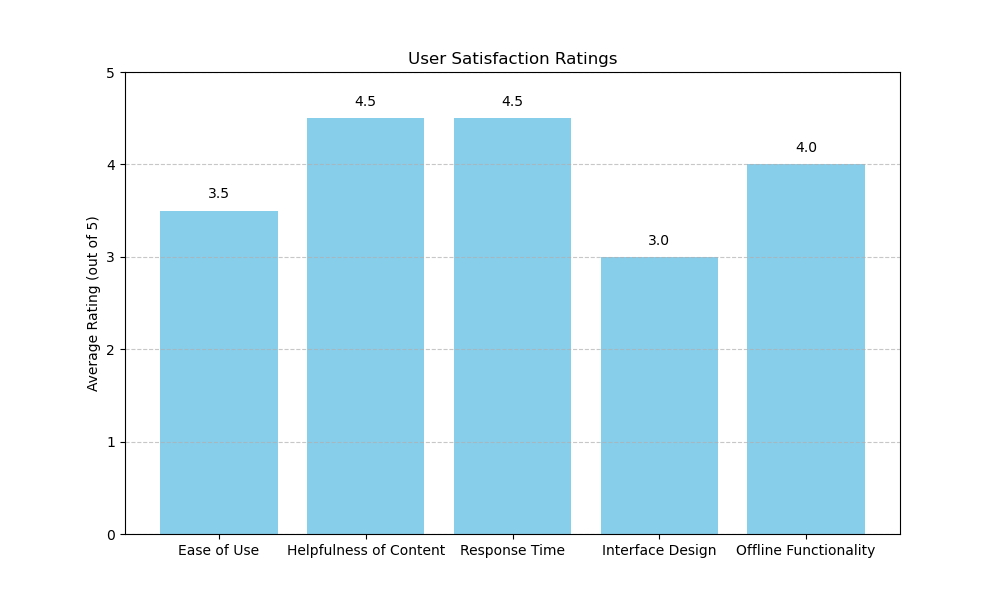 User Satisfaction Ratings
Average Rating (out of 5)
5
4
3
2
1
0
3.5
4.5
4.5
3.0
4.0
Ease of Use
Helpfulness of Content
Response Time
Interface Design
Offline Functionality